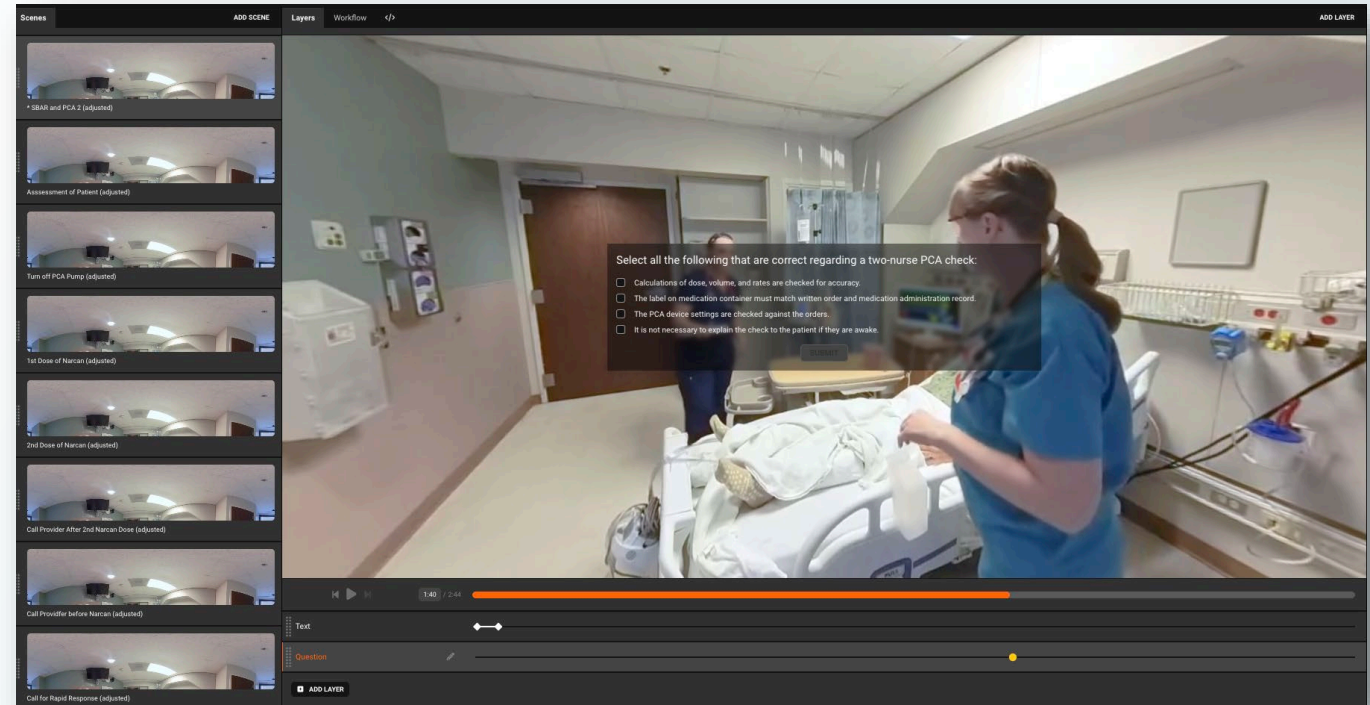 Scenes
ADD SCENE
Layers
Workflow
</>
ADD LAYER
* SBAR and PCA 2 (adjusted)
Asssesament of Patient (adjusted)
Turn off PCA Pump (adjusted)
1st Dose of Narcan (adjusted)
2nd Dose of Narcan (adjusted)
Call Provider After 2nd Narcan Dose (adjusted)
Call Providfer before Narcan (adjusted)
Call for Rapid Response (adjusted)
Select all the following that are correct regarding a two-nurse PCA check:
Calculations of dose, volume, and rates are checked for accuracy.
The label on medication container must match written order and medication administration record.
The PCA device settings are checked against the orders.
It is not necessary to explain the check to the patient if they are awake.
SUBMIT
1:40 / 2:44
Text
Question
ADD LAYER